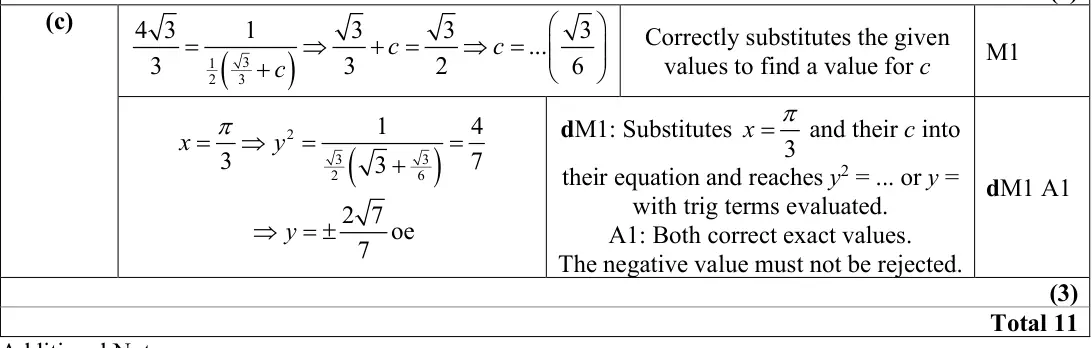 (c)
4√3/3 = 1/(½(√3/3 + c)) ⇒ √3/3 + c = √3/2 ⇒ c = ...(√3/6)
Correctly substitutes the given
values to find a value for c
M1
x = π/3 ⇒ y² = 1/(√3/2(√3 + √3/6)) = 4/7
⇒ y = ± 2√7/7 oe
dM1: Substitutes x = π/3 and their c into
their equation and reaches y² = ... or y =
with trig terms evaluated.
A1: Both correct exact values.
The negative value must not be rejected.
dM1 A1
(3)
Total 11